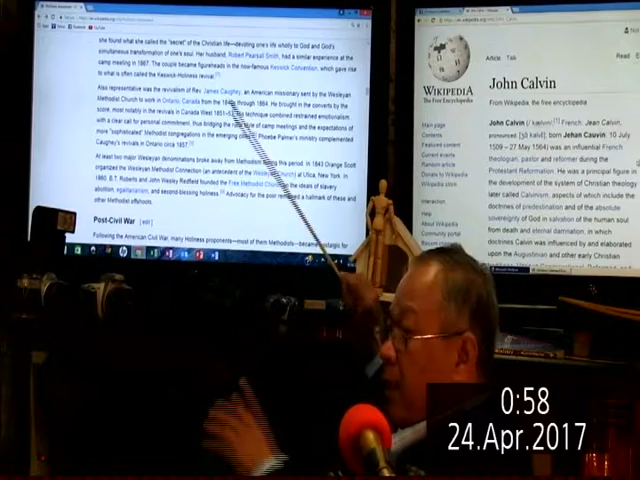 she found what she called the "secret" of the Christian life—devoting one's life wholly to God and God's
simultaneous transformation of one's soul. Her husband, Robert Pearsall Smith, had a similar experience at the
camp meeting in 1867. The couple became figureheads in the now-famous Keswick Convention, which gave rise
to what is often called the Keswick-Holiness revival.
Also representative was the revivalism of Rev. James Caughey, an American missionary sent by the Wesleyan
Methodist Church to work in Ontario, Canada from the through 1864. He brought in the converts by the
score, most notably in the revivals in Canada West 1851–53. His technique combined restrained emotionalism
with a clear call for personal commitment, thus bridging the rural style of camp meetings and the expectations of
more "sophisticated" Methodist congregations in the emerging cities. Phoebe Palmer's ministry complemented
Caughey's revivals in Ontario circa 1857.
At least two major Wesleyan denominations broke away from Methodism during this period. In 1843 Orange Scott
organized the Wesleyan Methodist Connection (an antecedent of the Wesleyan Church) at Utica, New York. In
1860, B.T. Roberts and John Wesley Redfield founded the Free Methodist Church on the ideals of slavery
abolition, egalitarianism, and second-blessing holiness. Advocacy for the poor remained a hallmark of these and
other Methodist offshoots.
Post-Civil War [edit]
Following the American Civil War, many Holiness proponents—most of them Methodists—became nostalgic for
WIKIPEDIA
The Free Encyclopedia
Main page
Contents
Featured content
Current events
Random article
Donate to Wikipedia
Wikipedia store
Interaction
Help
About Wikipedia
Community portal
Article Talk
Read
John Calvin
From Wikipedia, the free encyclopedia
John Calvin French: Jean Calvin,
pronounced born Jehan Cauvin: 10 July
1509 – 27 May 1564) was an influential French
theologian, pastor and reformer during the
Protestant Reformation. He was a principal figure in
the development of the system of Christian theology
later called Calvinism, aspects of which include the
doctrines of predestination and of the absolute
sovereignty of God in salvation of the human soul
from death and eternal damnation, in which
doctrines Calvin was influenced by and elaborated
upon the Augustinian and other early Christian
0:58
24.Apr.2017